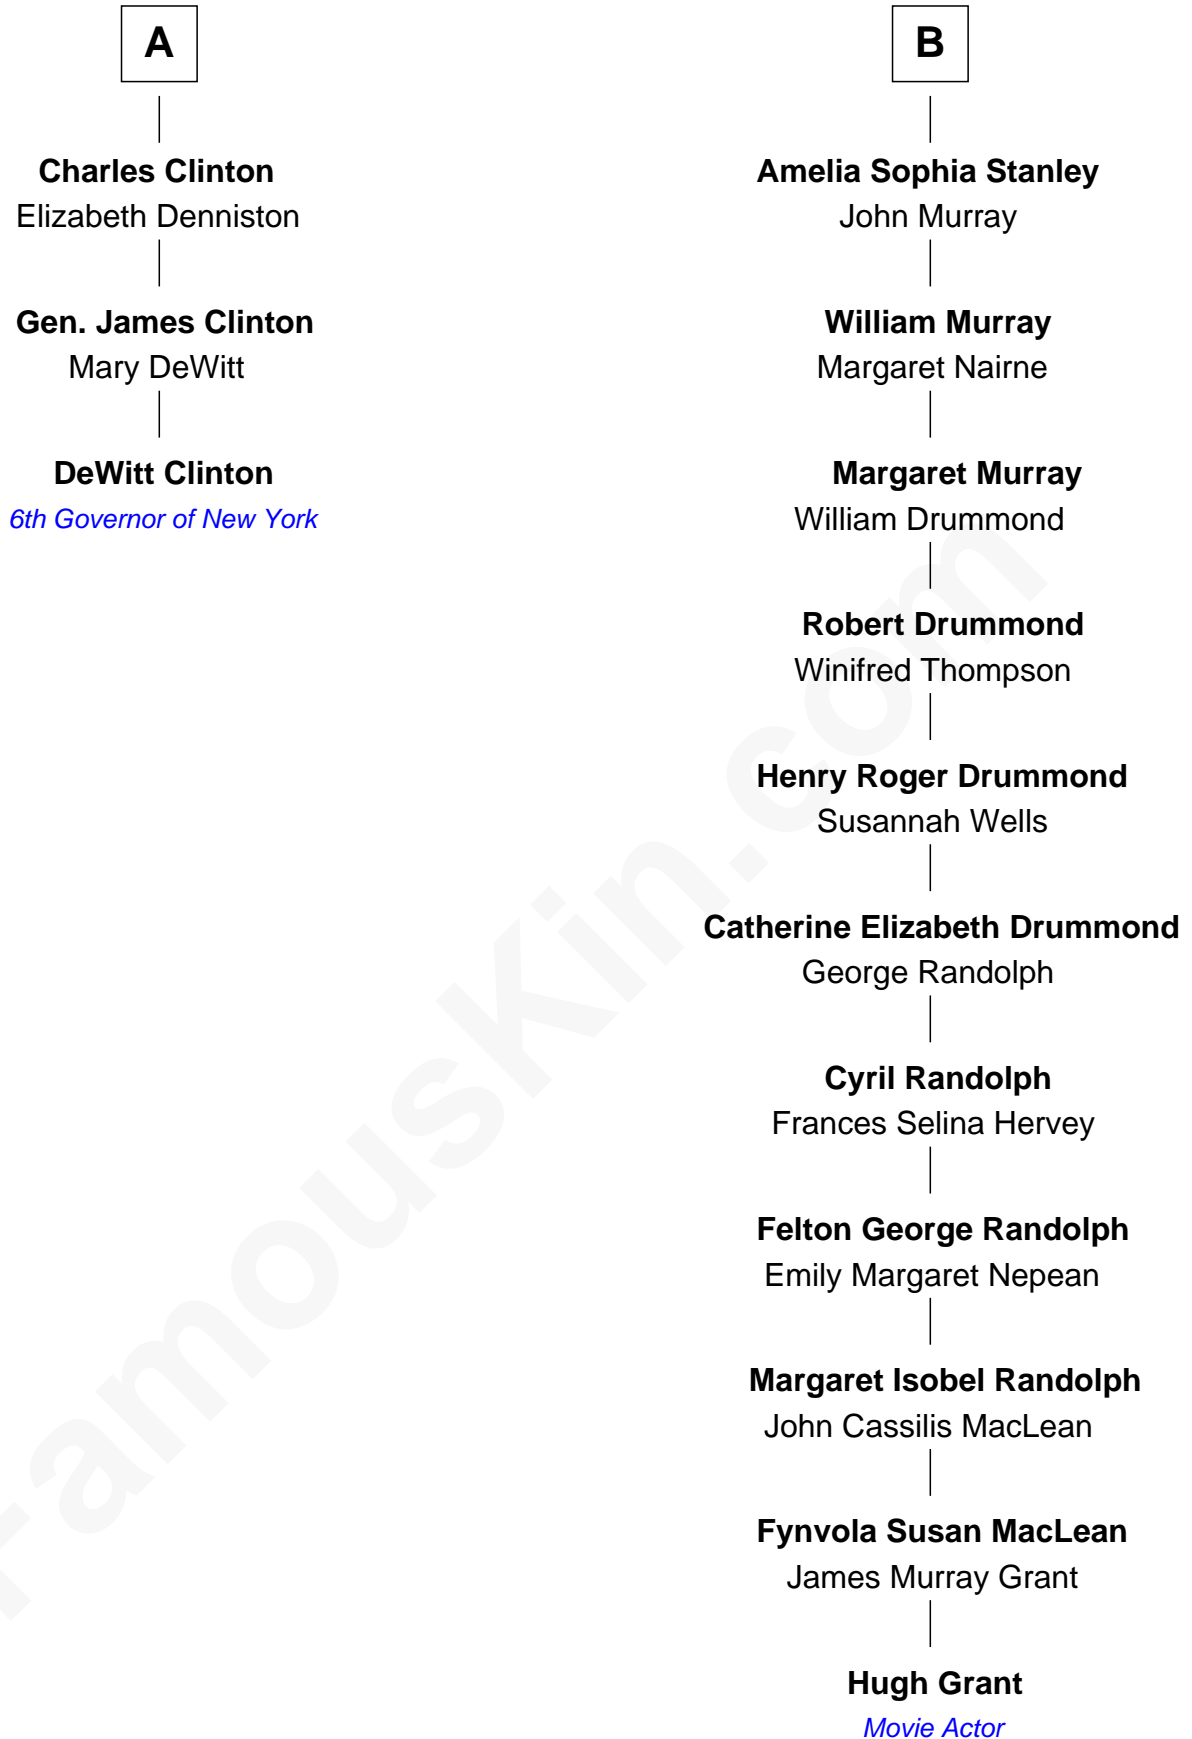 A
Charles Clinton
Elizabeth Denniston
Gen. James Clinton
Mary DeWitt
DeWitt Clinton
6th Governor of New York
B
Amelia Sophia Stanley
John Murray
William Murray
Margaret Nairne
Margaret Murray
William Drummond
Robert Drummond
Winifred Thompson
Henry Roger Drummond
Susannah Wells
Catherine Elizabeth Drummond
George Randolph
Cyril Randolph
Frances Selina Hervey
Felton George Randolph
Emily Margaret Nepean
Margaret Isobel Randolph
John Cassilis MacLean
Fynvola Susan MacLean
James Murray Grant
Hugh Grant
Movie Actor
FamousKin.com